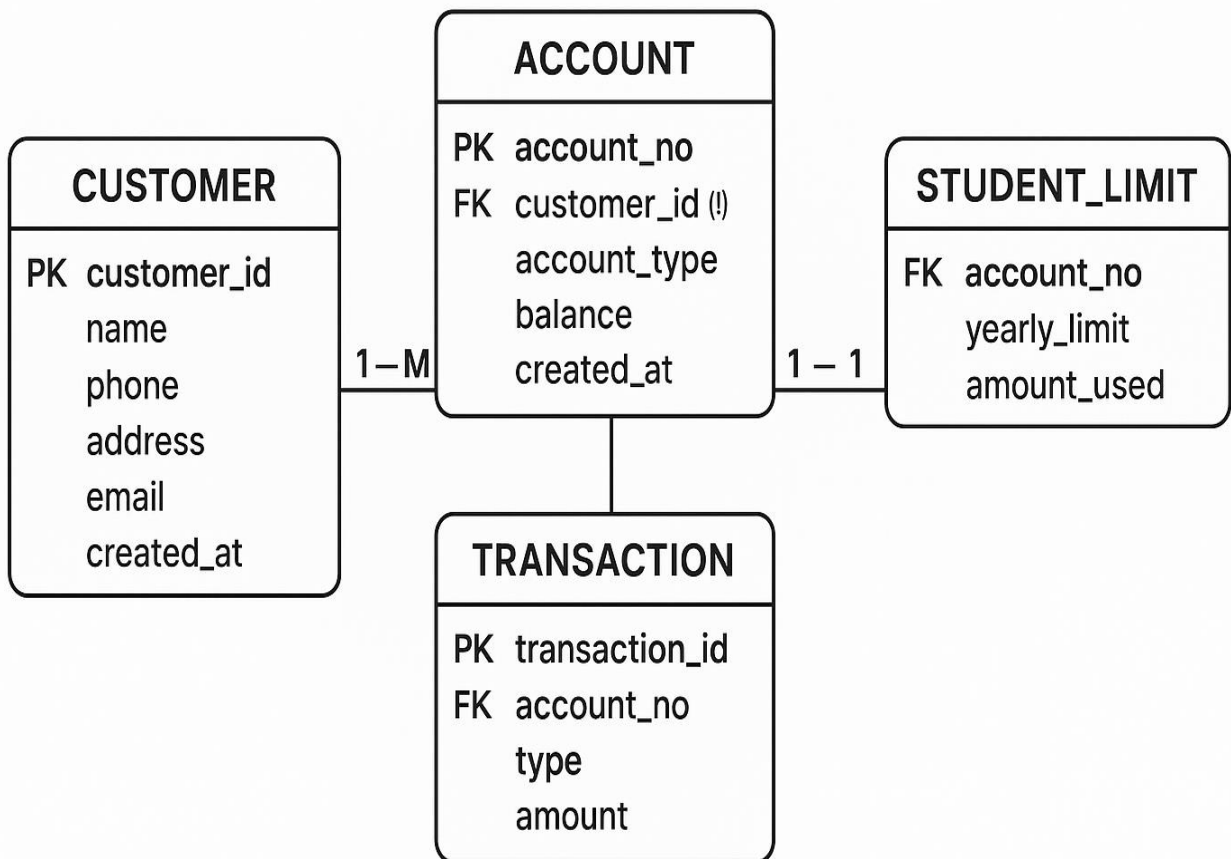 CUSTOMER
PK customer_id
name
phone
address
email
created_at
1–M
ACCOUNT
PK account_no
FK customer_id (!)
account_type
balance
created_at
1 – 1
STUDENT_LIMIT
FK account_no
yearly_limit
amount_used
TRANSACTION
PK transaction_id
FK account_no
type
amount